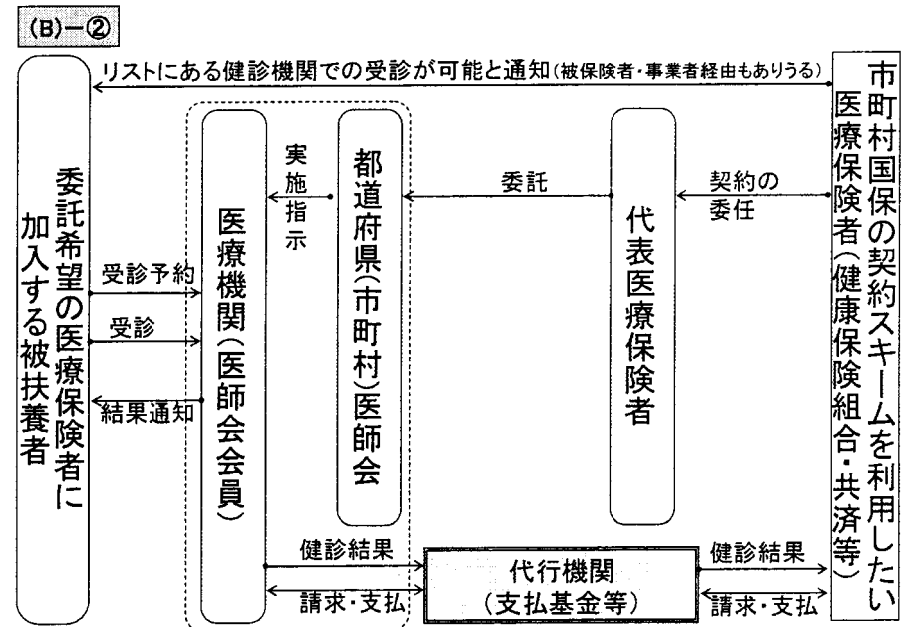 (B)-②
リストにある健診機関での受診が可能と通知(被保険者・事業者経由もありうる)
委託希望の医療保険者に
加入する被扶養者
受診予約
受診
結果通知
医療機関(医師会会員)
実施指示
都道府県(市町村)医師会
委託
代表医療保険者
契約の
委任
市町村国保の契約スキームを利用したい
医療保険者(健康保険組合・共済等)
健診結果
請求・支払
代行機関
(支払基金等)
健診結果
請求・支払